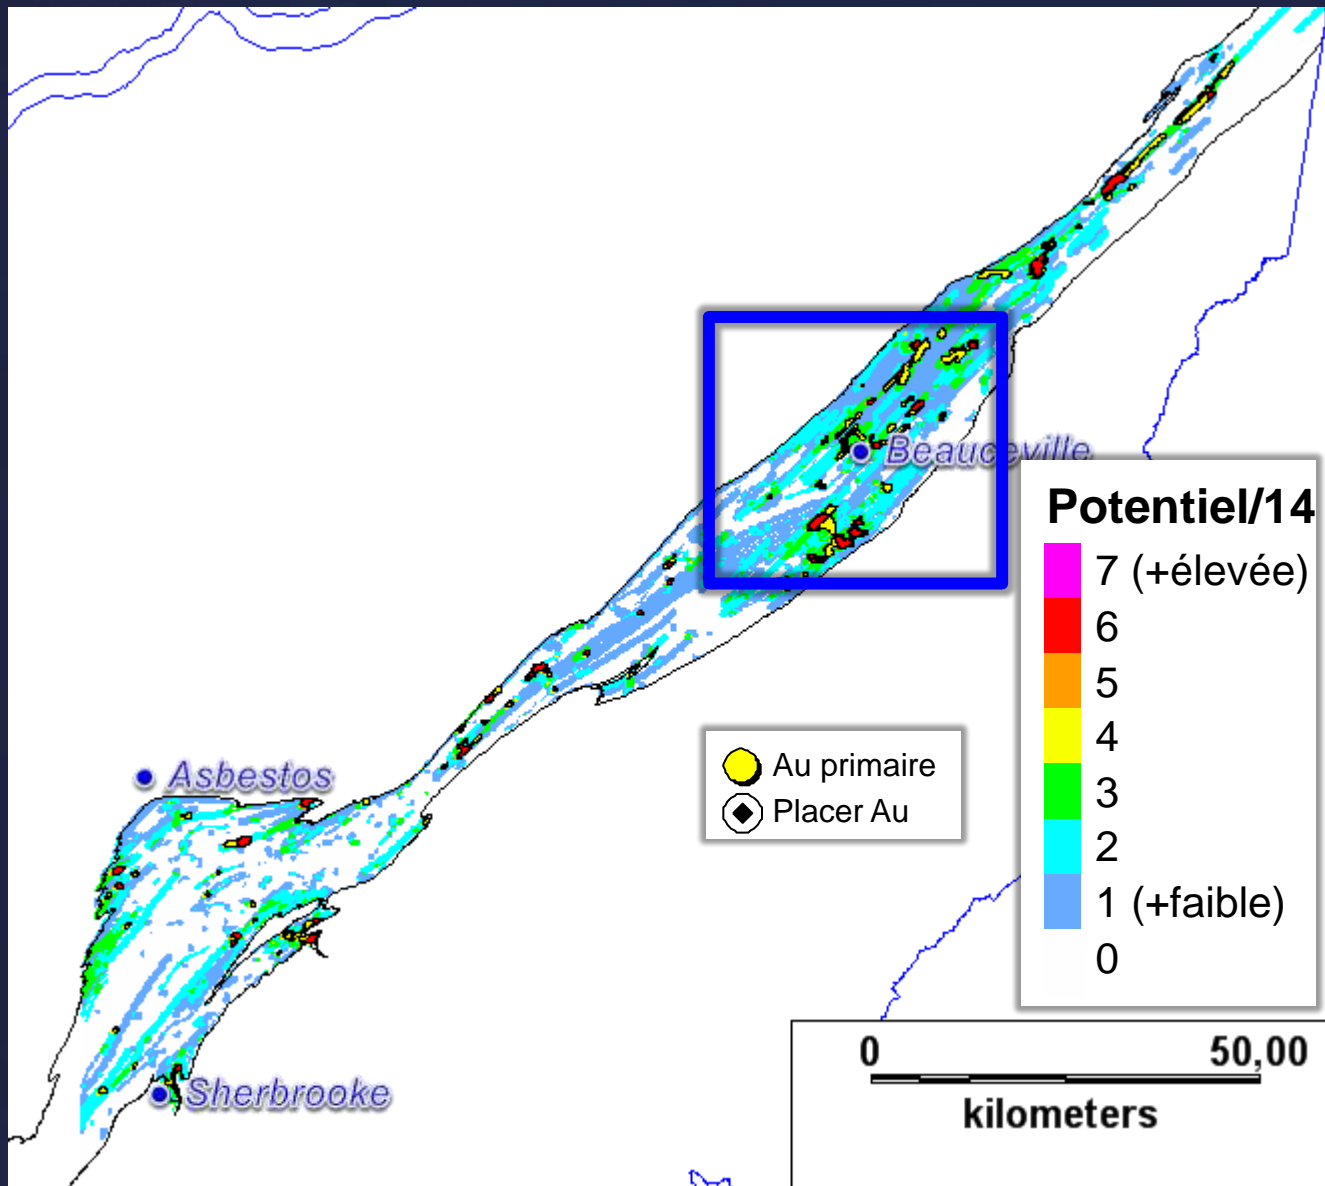 Beauceville
Potentiel/14
7 (+élevée)
6
5
4
3
2
1 (+faible)
0
Au primaire
Placer Au
Asbestos
Sherbrooke
0 50,00
kilometers